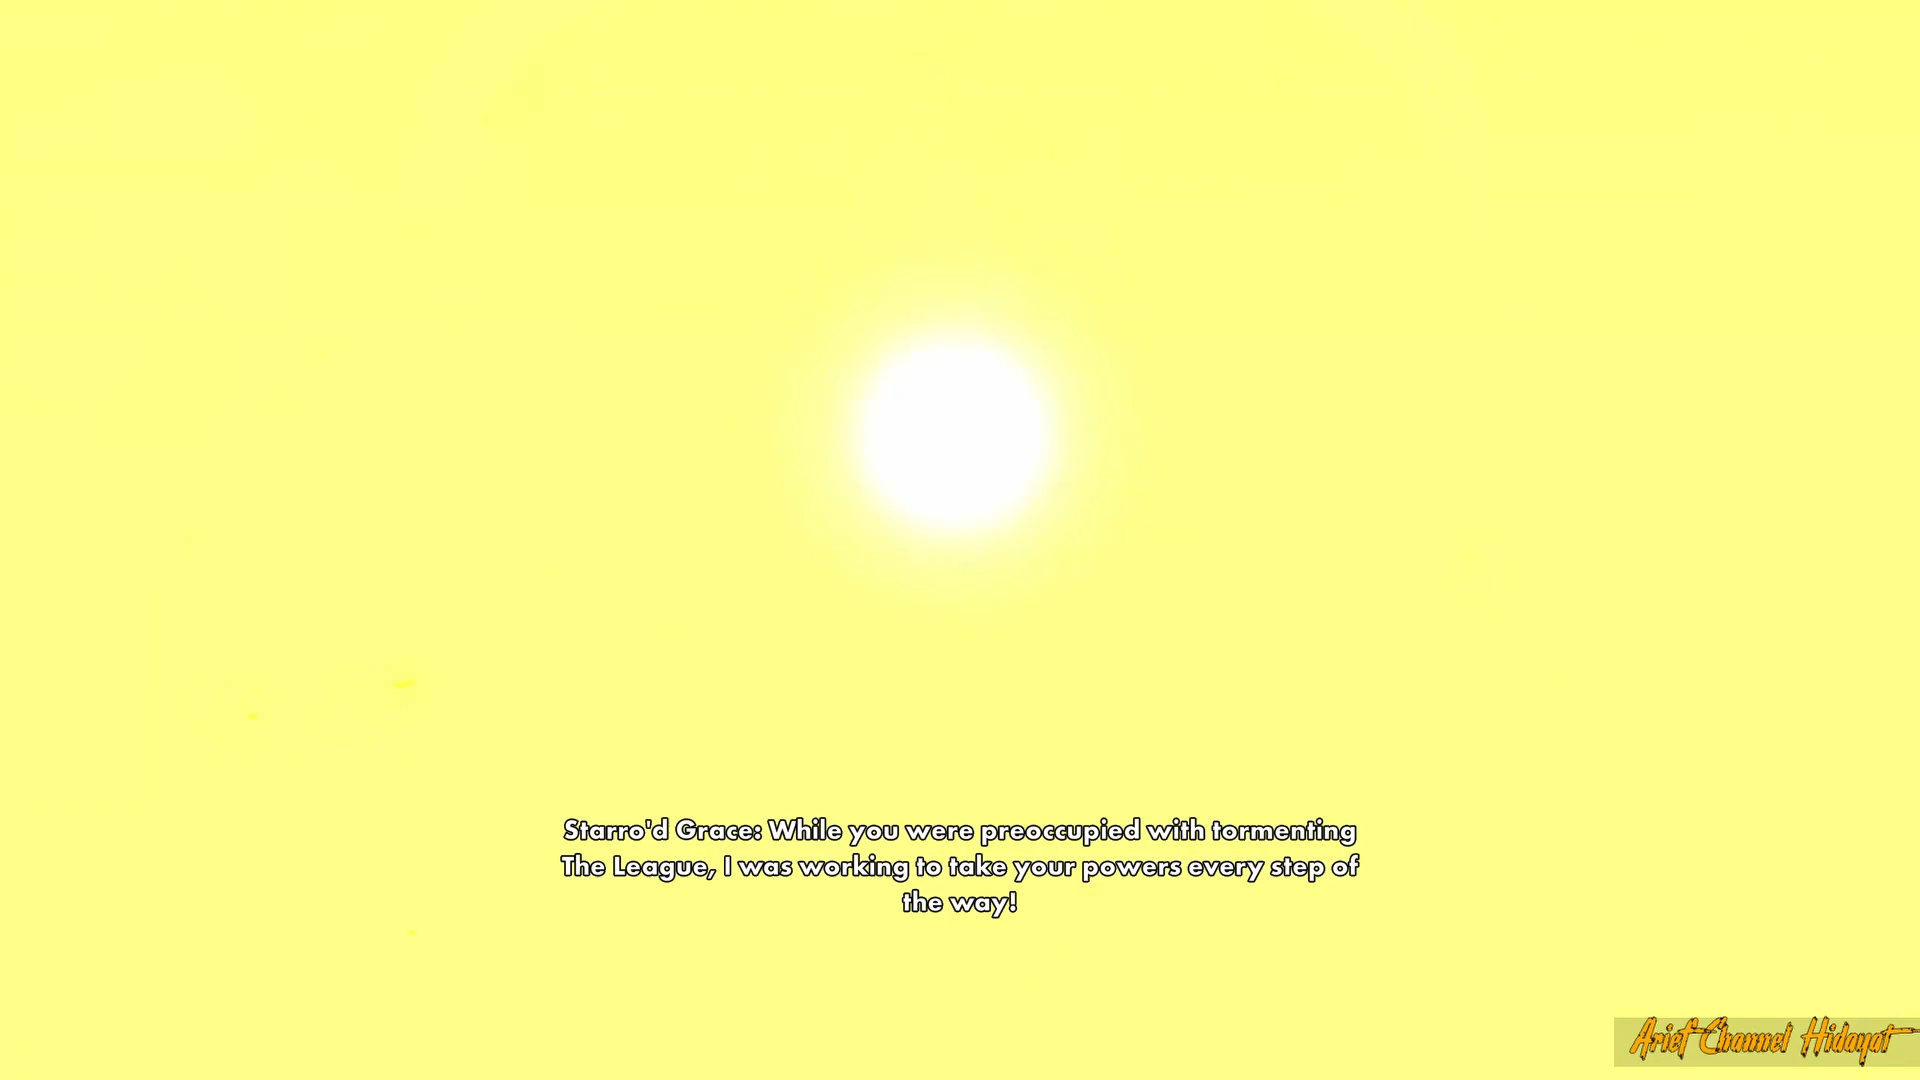 Starro'd Grace: While you were preoccupied with tormenting
The League, I was working to take your powers every step of
the way!
Arief Channel Hidayat